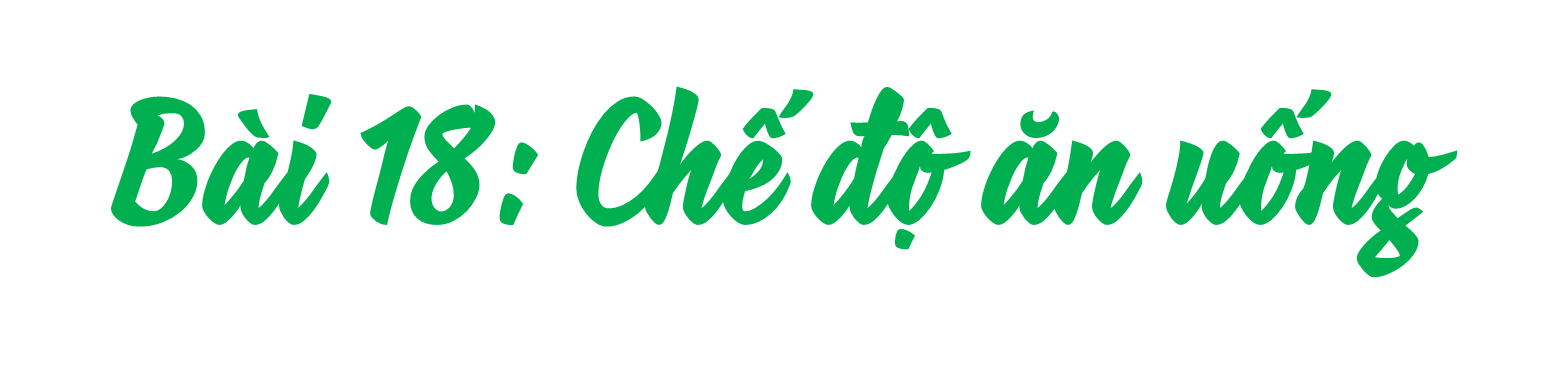 Bài 18: Chế độ ăn uống